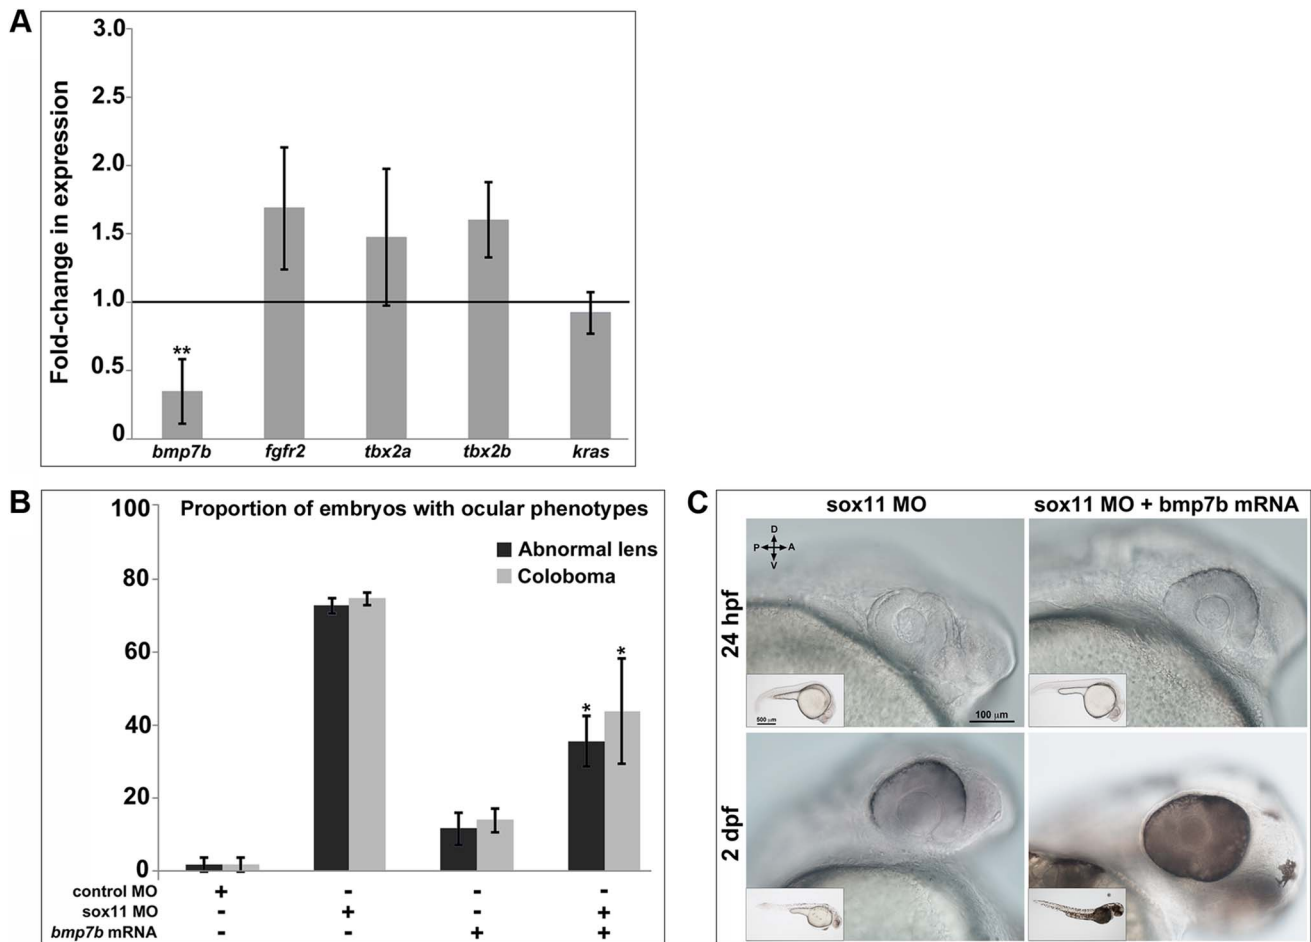 A
3.0
2.5
2.0
1.5
1.0
0.5
0
Fold-change in expression
**
bmp7b fgfr2 tbx2a tbx2b kras
B
Proportion of embryos with ocular phenotypes
Abnormal lens
Coloboma
100
80
60
40
20
0
* *
control MO + - - -
sox11 MO - + - +
bmp7b mRNA - - + +
C
sox11 MO sox11 MO + bmp7b mRNA
24 hpf
D
P A
V
500 µm
100 µm
2 dpf